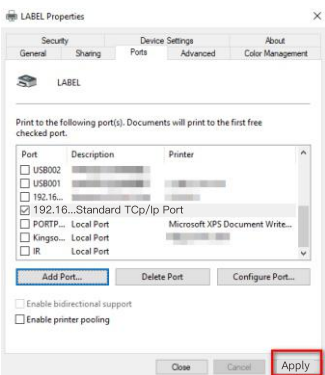 LABEL Properties
Security Device Settings About
General Sharing Ports Advanced Color Management
LABEL
Print to the following port(s). Documents will print to the first free
checked port.
Port Description Printer
USB002
USB001
192.16...
192.16...Standard TCp/Ip Port
PORTP... Local Port Microsoft XPS Document Write...
Kingso... Local Port
IR Local Port
Add Port... Delete Port Configure Port...
Enable bidirectional support
Enable printer pooling
Close Cancel Apply